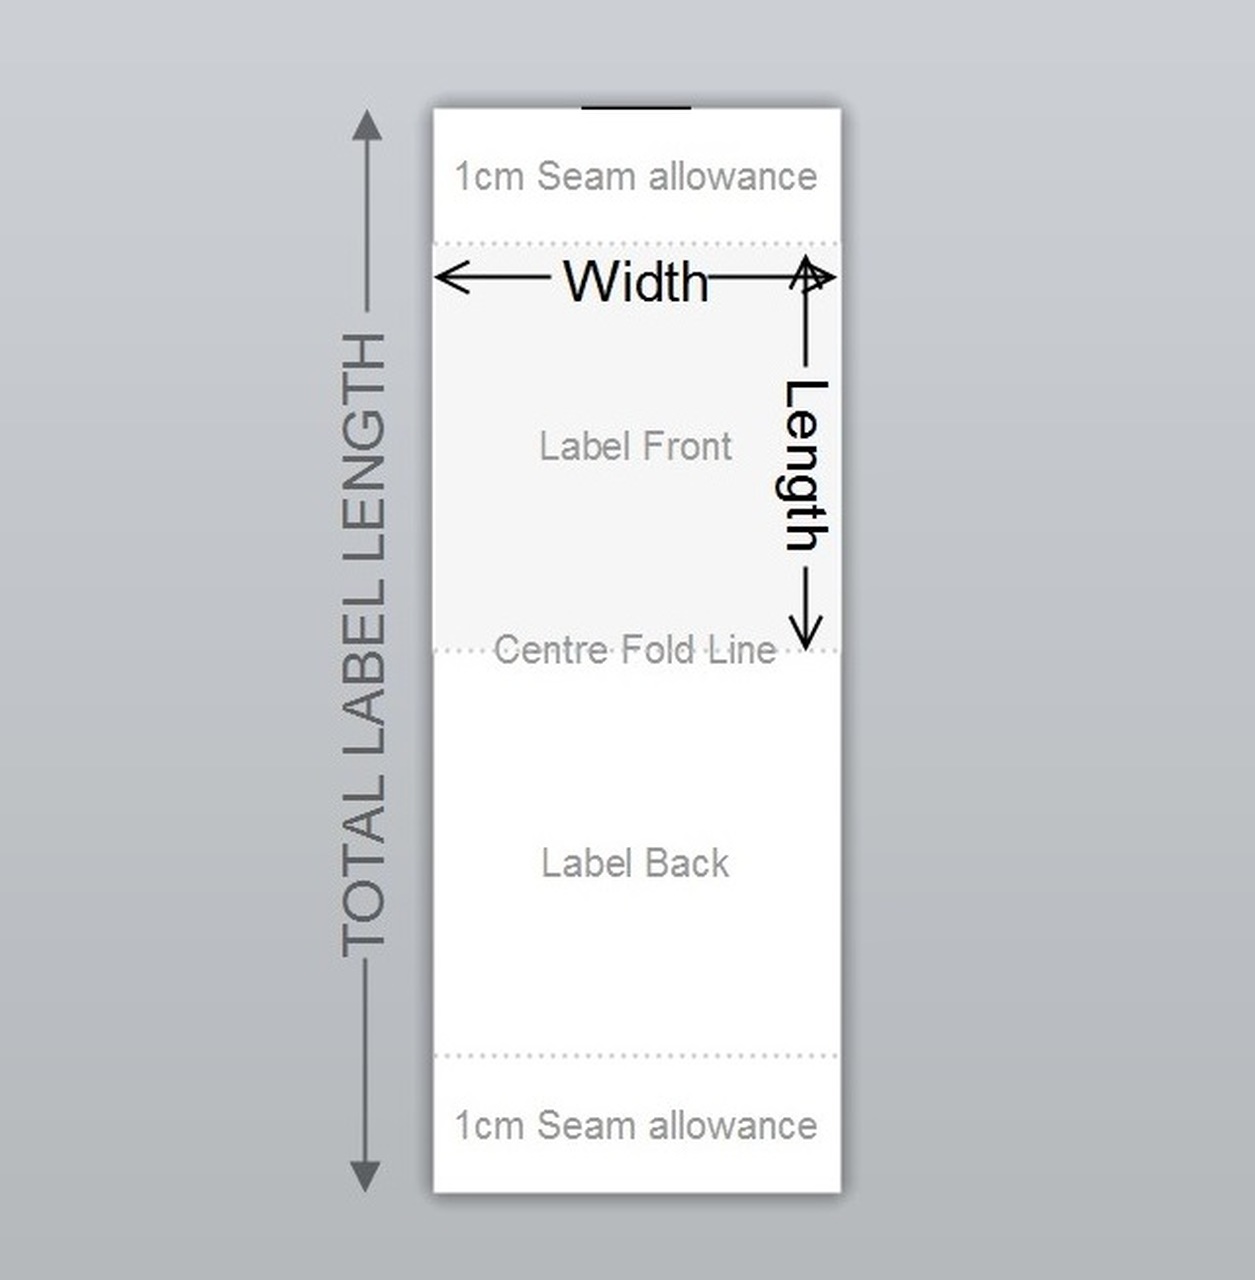 1cm Seam allowance
Width
Length
Label Front
Centre Fold Line
Label Back
1cm Seam allowance
TOTAL LABEL LENGTH